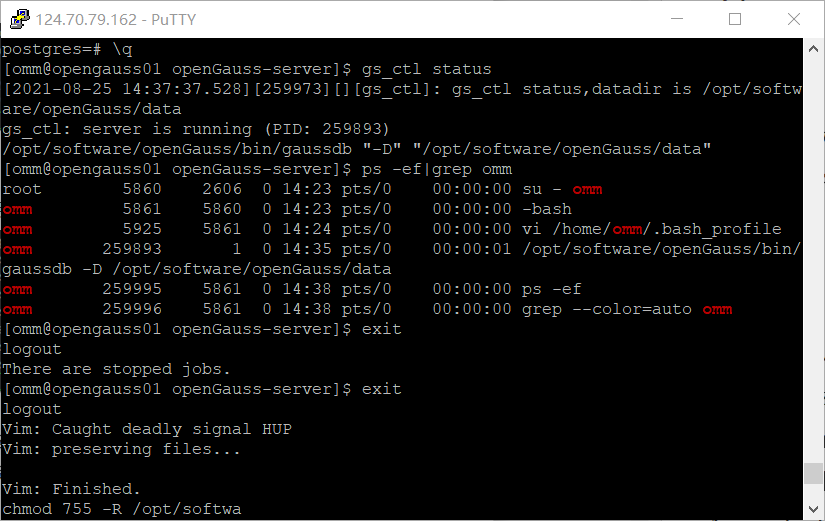 124.70.79.162 - PuTTY
postgres=# \q
[omm@opengauss01 openGauss-server]$ gs_ctl status
[2021-08-25 14:37:37.528][259973][][gs_ctl]: gs_ctl status,datadir is /opt/softw
are/openGauss/data
gs_ctl: server is running (PID: 259893)
/opt/software/openGauss/bin/gaussdb "-D" "/opt/software/openGauss/data"
[omm@opengauss01 openGauss-server]$ ps -ef|grep omm
root        5860    2606  0 14:23 pts/0    00:00:00 su - omm
omm         5861    5860  0 14:23 pts/0    00:00:00 -bash
omm         5925    5861  0 14:24 pts/0    00:00:00 vi /home/omm/.bash_profile
omm       259893       1  0 14:35 pts/0    00:00:01 /opt/software/openGauss/bin/
gaussdb -D /opt/software/openGauss/data
omm       259995    5861  0 14:38 pts/0    00:00:00 ps -ef
omm       259996    5861  0 14:38 pts/0    00:00:00 grep --color=auto omm
[omm@opengauss01 openGauss-server]$ exit
logout
There are stopped jobs.
[omm@opengauss01 openGauss-server]$ exit
logout
Vim: Caught deadly signal HUP
Vim: preserving files...
Vim: Finished.
chmod 755 -R /opt/softwa